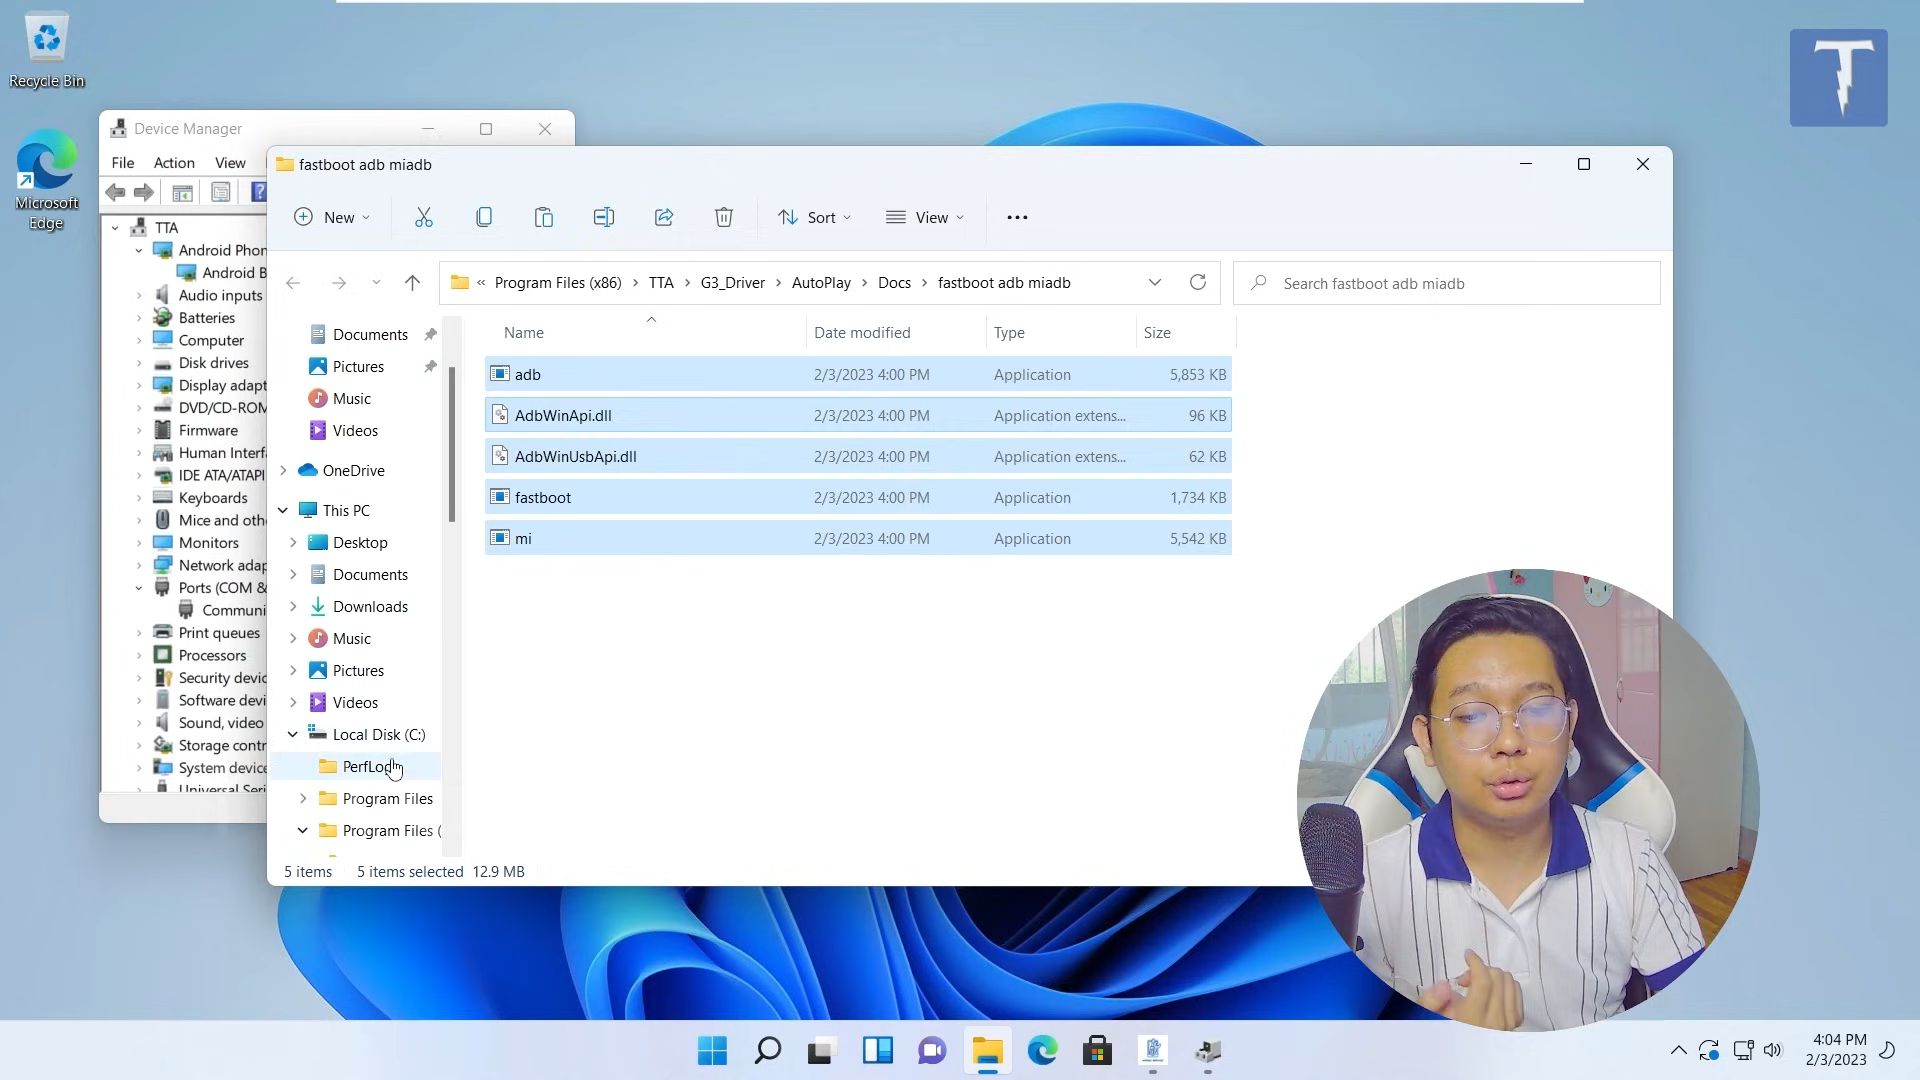 Recycle Bin
Microsoft
Edge
T
Device Manager
File Action View
TTA
Android Phon
Android B
Audio inputs
Batteries
Computer
Disk drives
Display adapt
DVD/CD-ROM
Firmware
Human Interf
IDE ATA/ATAPI
Keyboards
Mice and oth
Monitors
Network adap
Ports (COM &
Communi
Print queues
Processors
Security devic
Software devi
Sound, video
Storage contr
System device
Universal Seri
fastboot adb miadb
New Sort View
« Program Files (x86) › TTA › G3_Driver › AutoPlay › Docs › fastboot adb miadb
Search fastboot adb miadb
Documents
Pictures
Music
Videos
OneDrive
This PC
Desktop
Documents
Downloads
Music
Pictures
Videos
Local Disk (C:)
Program Files
Program Files (
Name Date modified Type Size
adb 2/3/2023 4:00 PM Application 5,853 KB
AdbWinApi.dll 2/3/2023 4:00 PM Application extens... 96 KB
AdbWinUsbApi.dll 2/3/2023 4:00 PM Application extens... 62 KB
fastboot 2/3/2023 4:00 PM Application 1,734 KB
mi 2/3/2023 4:00 PM Application 5,542 KB
5 items 5 items selected 12.9 MB
4:04 PM
2/3/2023